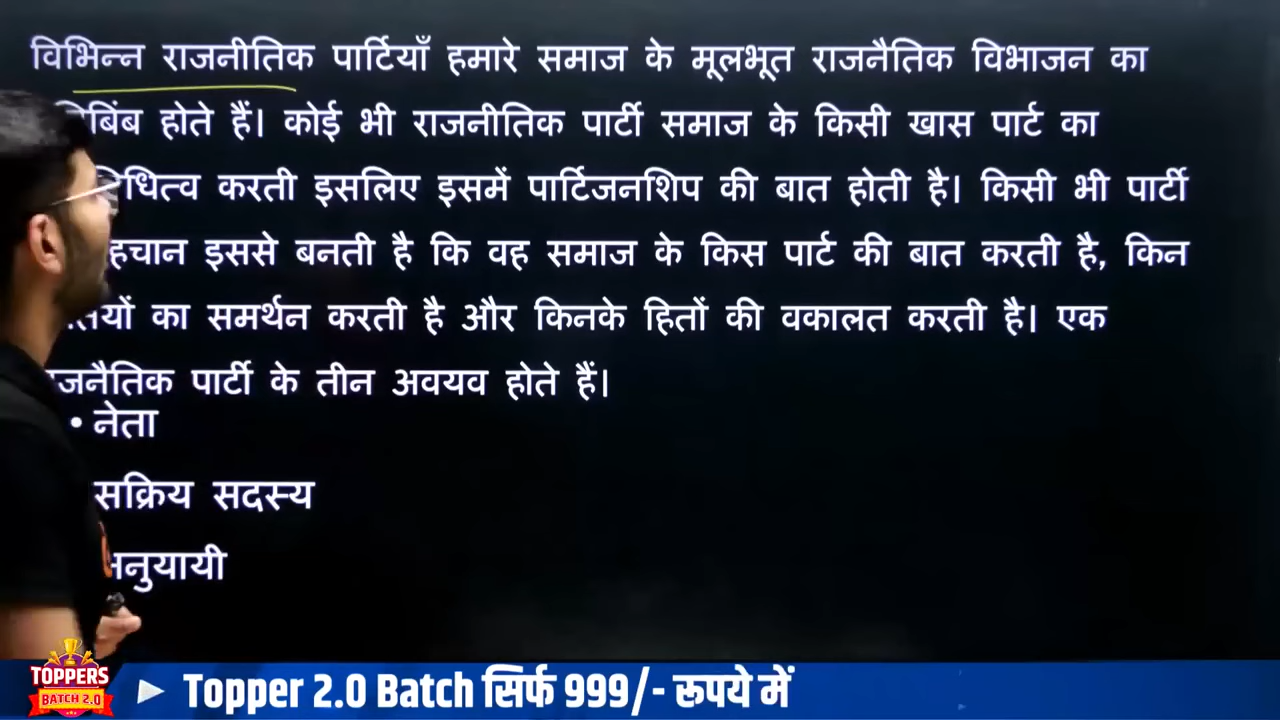 विभिन्न राजनीतिक पार्टियाँ हमारे समाज के मूलभूत राजनैतिक विभाजन का
होते हैं। कोई भी राजनीतिक पार्टी समाज के किसी खास पार्ट का
करती इसलिए इसमें पार्टिजनशिप की बात होती है। किसी भी पार्टी
इससे बनती है कि वह समाज के किस पार्ट की बात करती है, किन
का समर्थन करती है और किनके हितों की वकालत करती है। एक
पार्टी के तीन अवयव होते हैं।
• नेता
सक्रिय सदस्य
TOPPERS
BATCH 2.0
Topper 2.0 Batch सिर्फ 999/- रूपये में